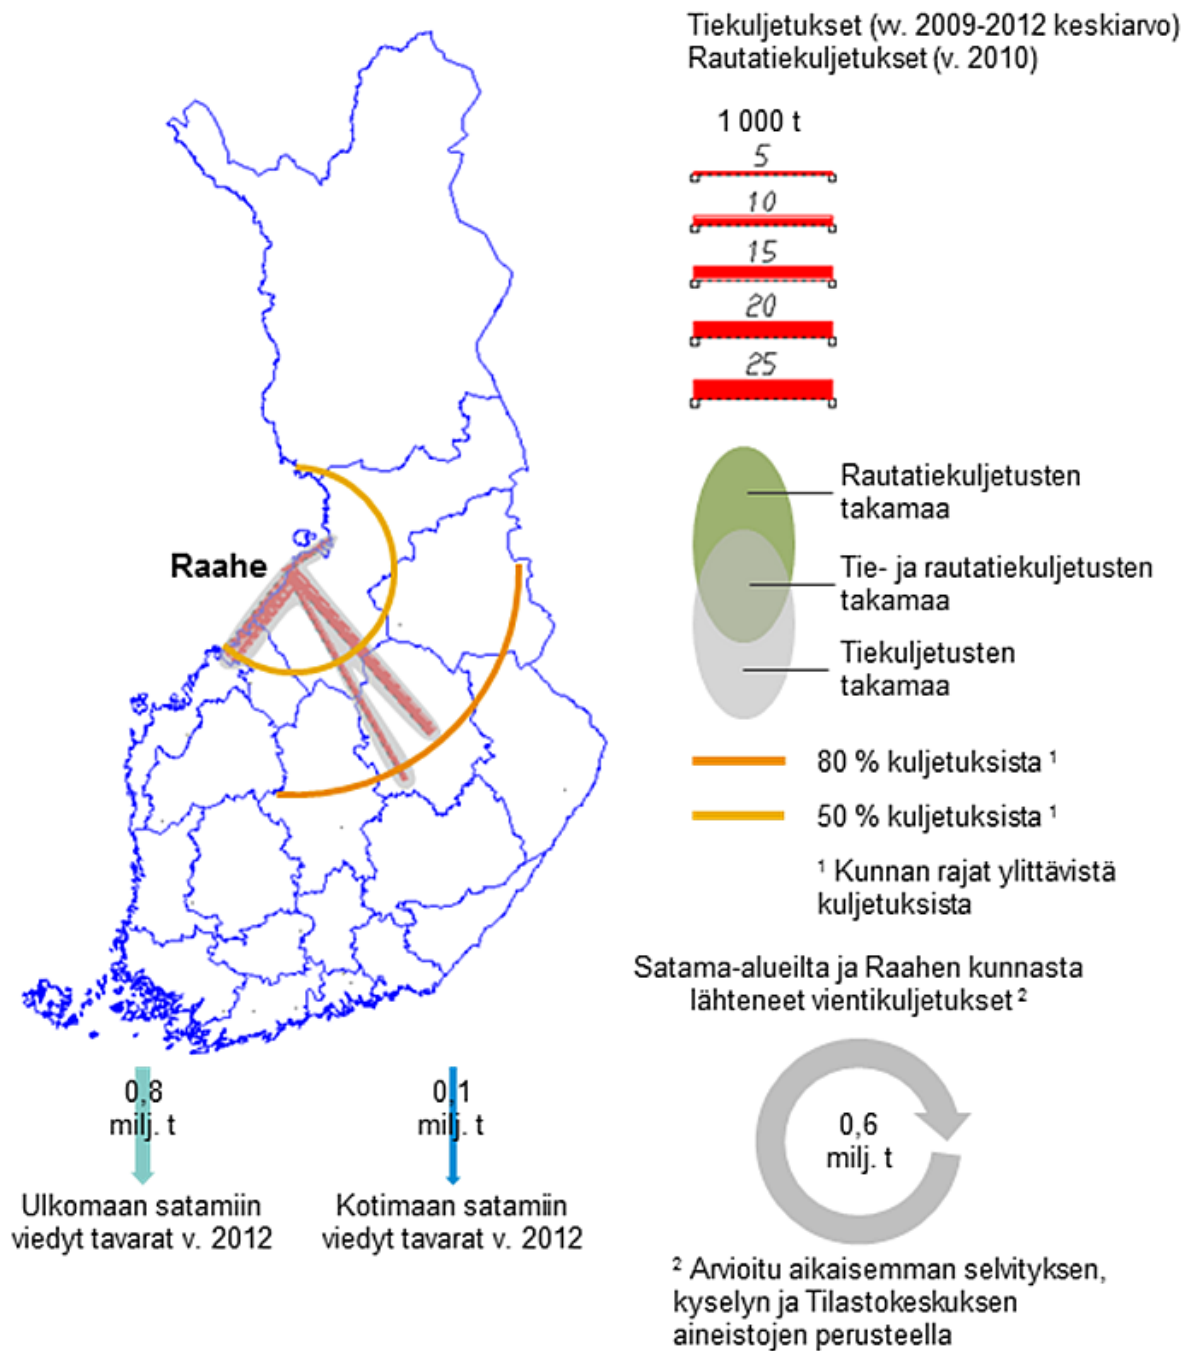 Tiekuljetukset (vv. 2009-2012 keskiarvo)
Rautatiekuljetukset (v. 2010)
1 000 t
5
10
15
20
25
Rautatiekuljetusten
takamaa
Tie- ja rautatiekuljetusten
takamaa
Tiekuljetusten
takamaa
Raahe
80 % kuljetuksista ¹
50 % kuljetuksista ¹
¹ Kunnan rajat ylittävistä
kuljetuksista
Satama-alueilta ja Raahen kunnasta
lähteneet vientikuljetukset ²
0,6
milj. t
0,8
milj. t
Ulkomaan satamiin
viedyt tavarat v. 2012
0,1
milj. t
Kotimaan satamiin
viedyt tavarat v. 2012
² Arvioitu aikaisemman selvityksen,
kyselyn ja Tilastokeskuksen
aineistojen perusteella